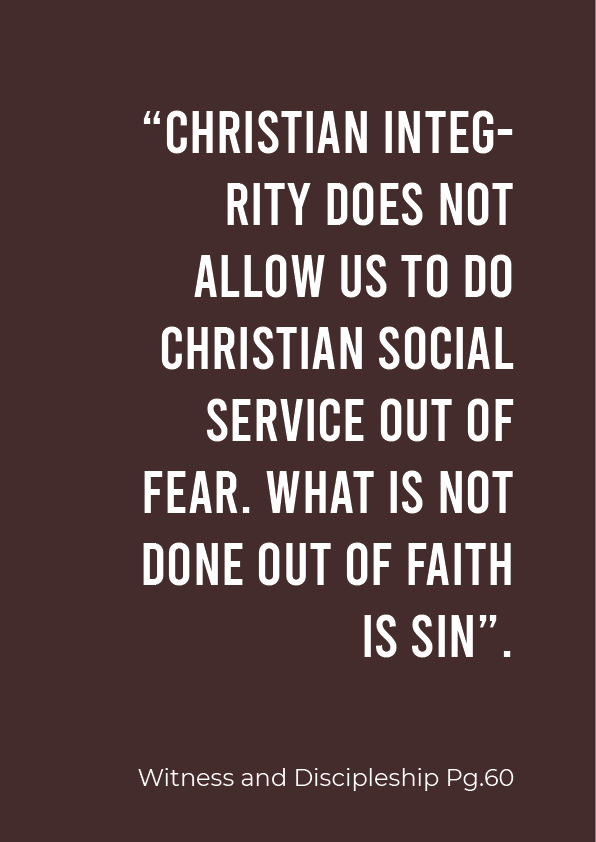 “CHRISTIAN INTEG-
RITY DOES NOT
ALLOW US TO DO
CHRISTIAN SOCIAL
SERVICE OUT OF
FEAR. WHAT IS NOT
DONE OUT OF FAITH
IS SIN”.
Witness and Discipleship Pg.60